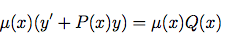 μ(x)(y′ + P(x)y) = μ(x)Q(x)